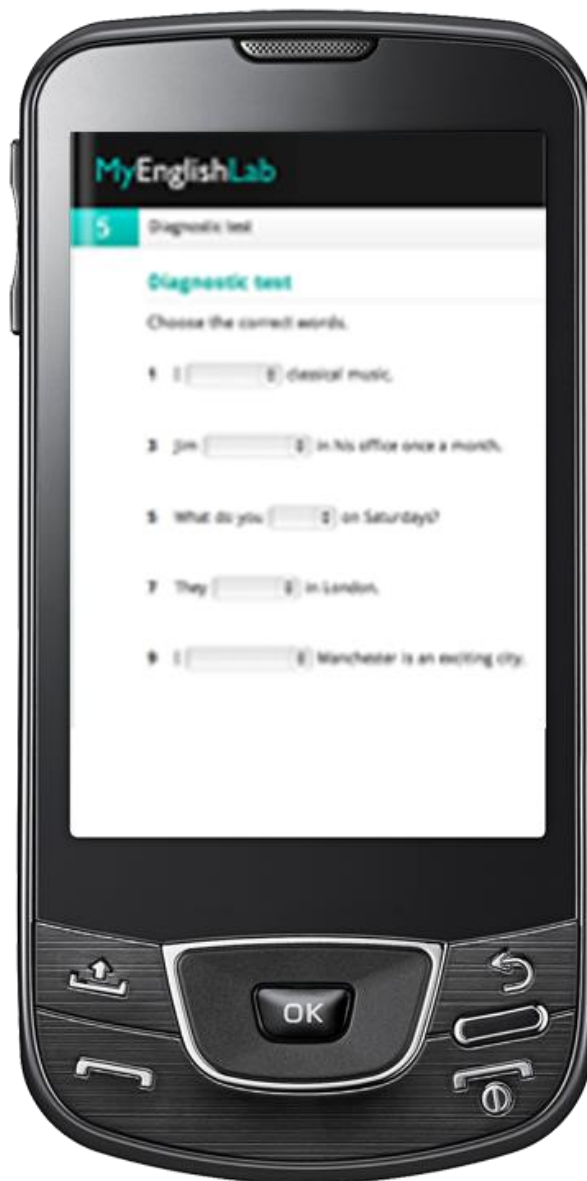 MyEnglishLab
5 Diagnostic test
Diagnostic test
Choose the correct words.
1 I classical music.
3 Jim in his office once a month.
5 What do you on Saturdays?
7 They in London.
9 I Manchester is an exciting city.
OK